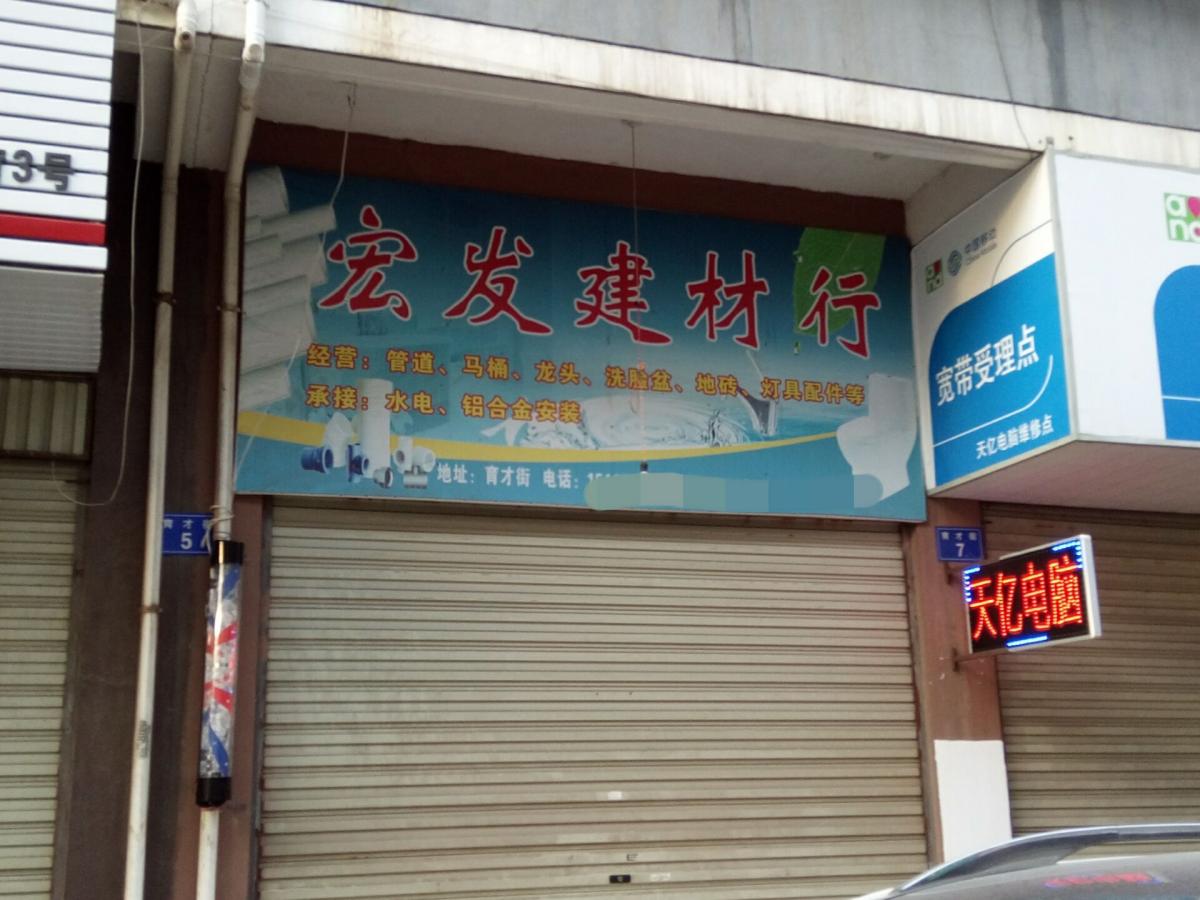 3号
宏发建材行
经营：管道、马桶、龙头、洗脸盆、地砖、灯具配件等
承接：水电、铝合金安装
地址：育才街 电话：
育才街
5
中国移动
China Mobile
宽带受理点
天亿电脑维修点
育才街
7
天亿电脑